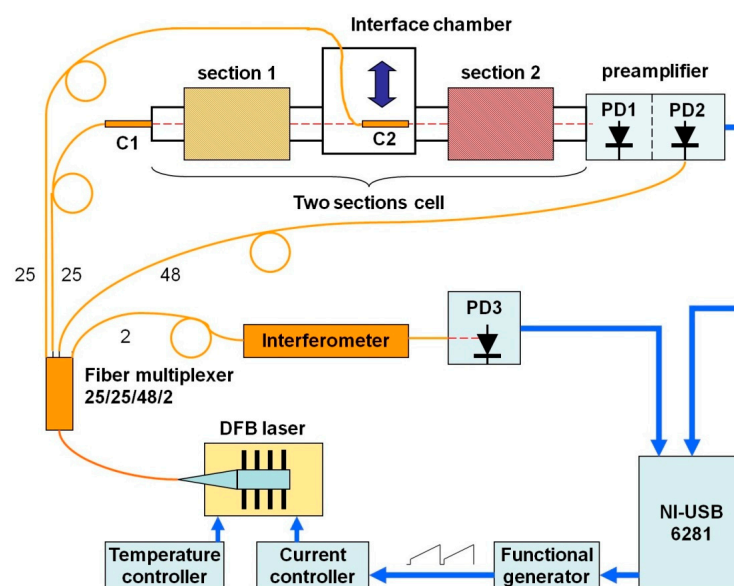 Interface chamber
section 1
section 2
preamplifier
PD1
PD2
C1
C2
Two sections cell
25
25
48
2
PD3
Interferometer
Fiber multiplexer
25/25/48/2
DFB laser
NI-USB
6281
Temperature
controller
Current
controller
Functional
generator